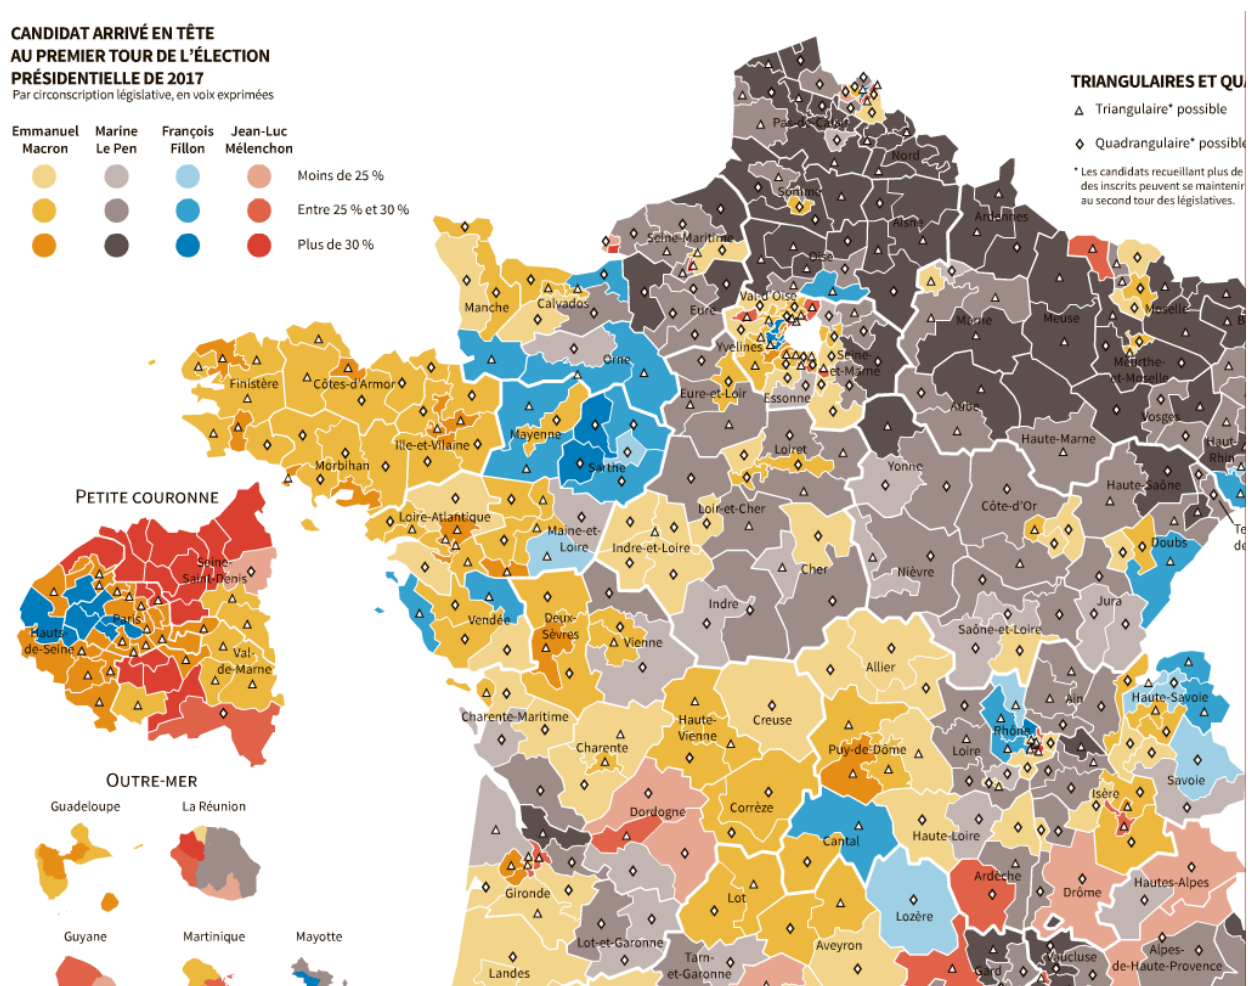 CANDIDAT ARRIVÉ EN TÊTE
AU PREMIER TOUR DE L'ÉLECTION
PRÉSIDENTIELLE DE 2017
Par circonscription législative, en voix exprimées
Emmanuel
Macron
Marine
Le Pen
François
Fillon
Jean-Luc
Mélenchon
Moins de 25 %
Entre 25 % et 30 %
Plus de 30 %
TRIANGULAIRES ET QUA
Triangulaire* possible
Quadrangulaire* possible
* Les candidats recueillant plus de
des inscrits peuvent se maintenir
au second tour des législatives.
Pas-de-Calais
Nord
Somme
Aisne
Ardennes
Seine-Maritime
Oise
Val-d'Oise
Manche
Calvados
Eure
Marne
Meuse
Moselle
Orne
Yvelines
Seine-
et-Marne
Meurthe-
et-Moselle
Finistère
Côtes-d'Armor
Eure-et-Loir
Essonne
Aube
Vosges
Mayenne
Ille-et-Vilaine
Sarthe
Loiret
Haute-Marne
Haut-
Rhin
Morbihan
Yonne
Haute-Saône
PETITE COURONNE
Loire-Atlantique
Maine-et-
Loire
Loir-et-Cher
Côte-d'Or
Te
de
Indre-et-Loire
Doubs
Seine-
Saint-Denis
Cher
Nièvre
Paris
Hauts-
de-Seine
Val-
de-Marne
Vendée
Deux-
Sèvres
Vienne
Indre
Saône-et-Loire
Jura
Allier
Ain
Haute-Savoie
Charente-Maritime
Charente
Haute-
Vienne
Creuse
Puy-de-Dôme
Loire
Rhône
Savoie
OUTRE-MER
Guadeloupe
La Réunion
Dordogne
Corrèze
Isère
Cantal
Haute-Loire
Gironde
Lot
Lozère
Ardèche
Drôme
Hautes-Alpes
Guyane
Martinique
Mayotte
Lot-et-Garonne
Landes
Tarn-
et-Garonne
Aveyron
Gard
Vaucluse
Alpes-
de-Haute-Provence